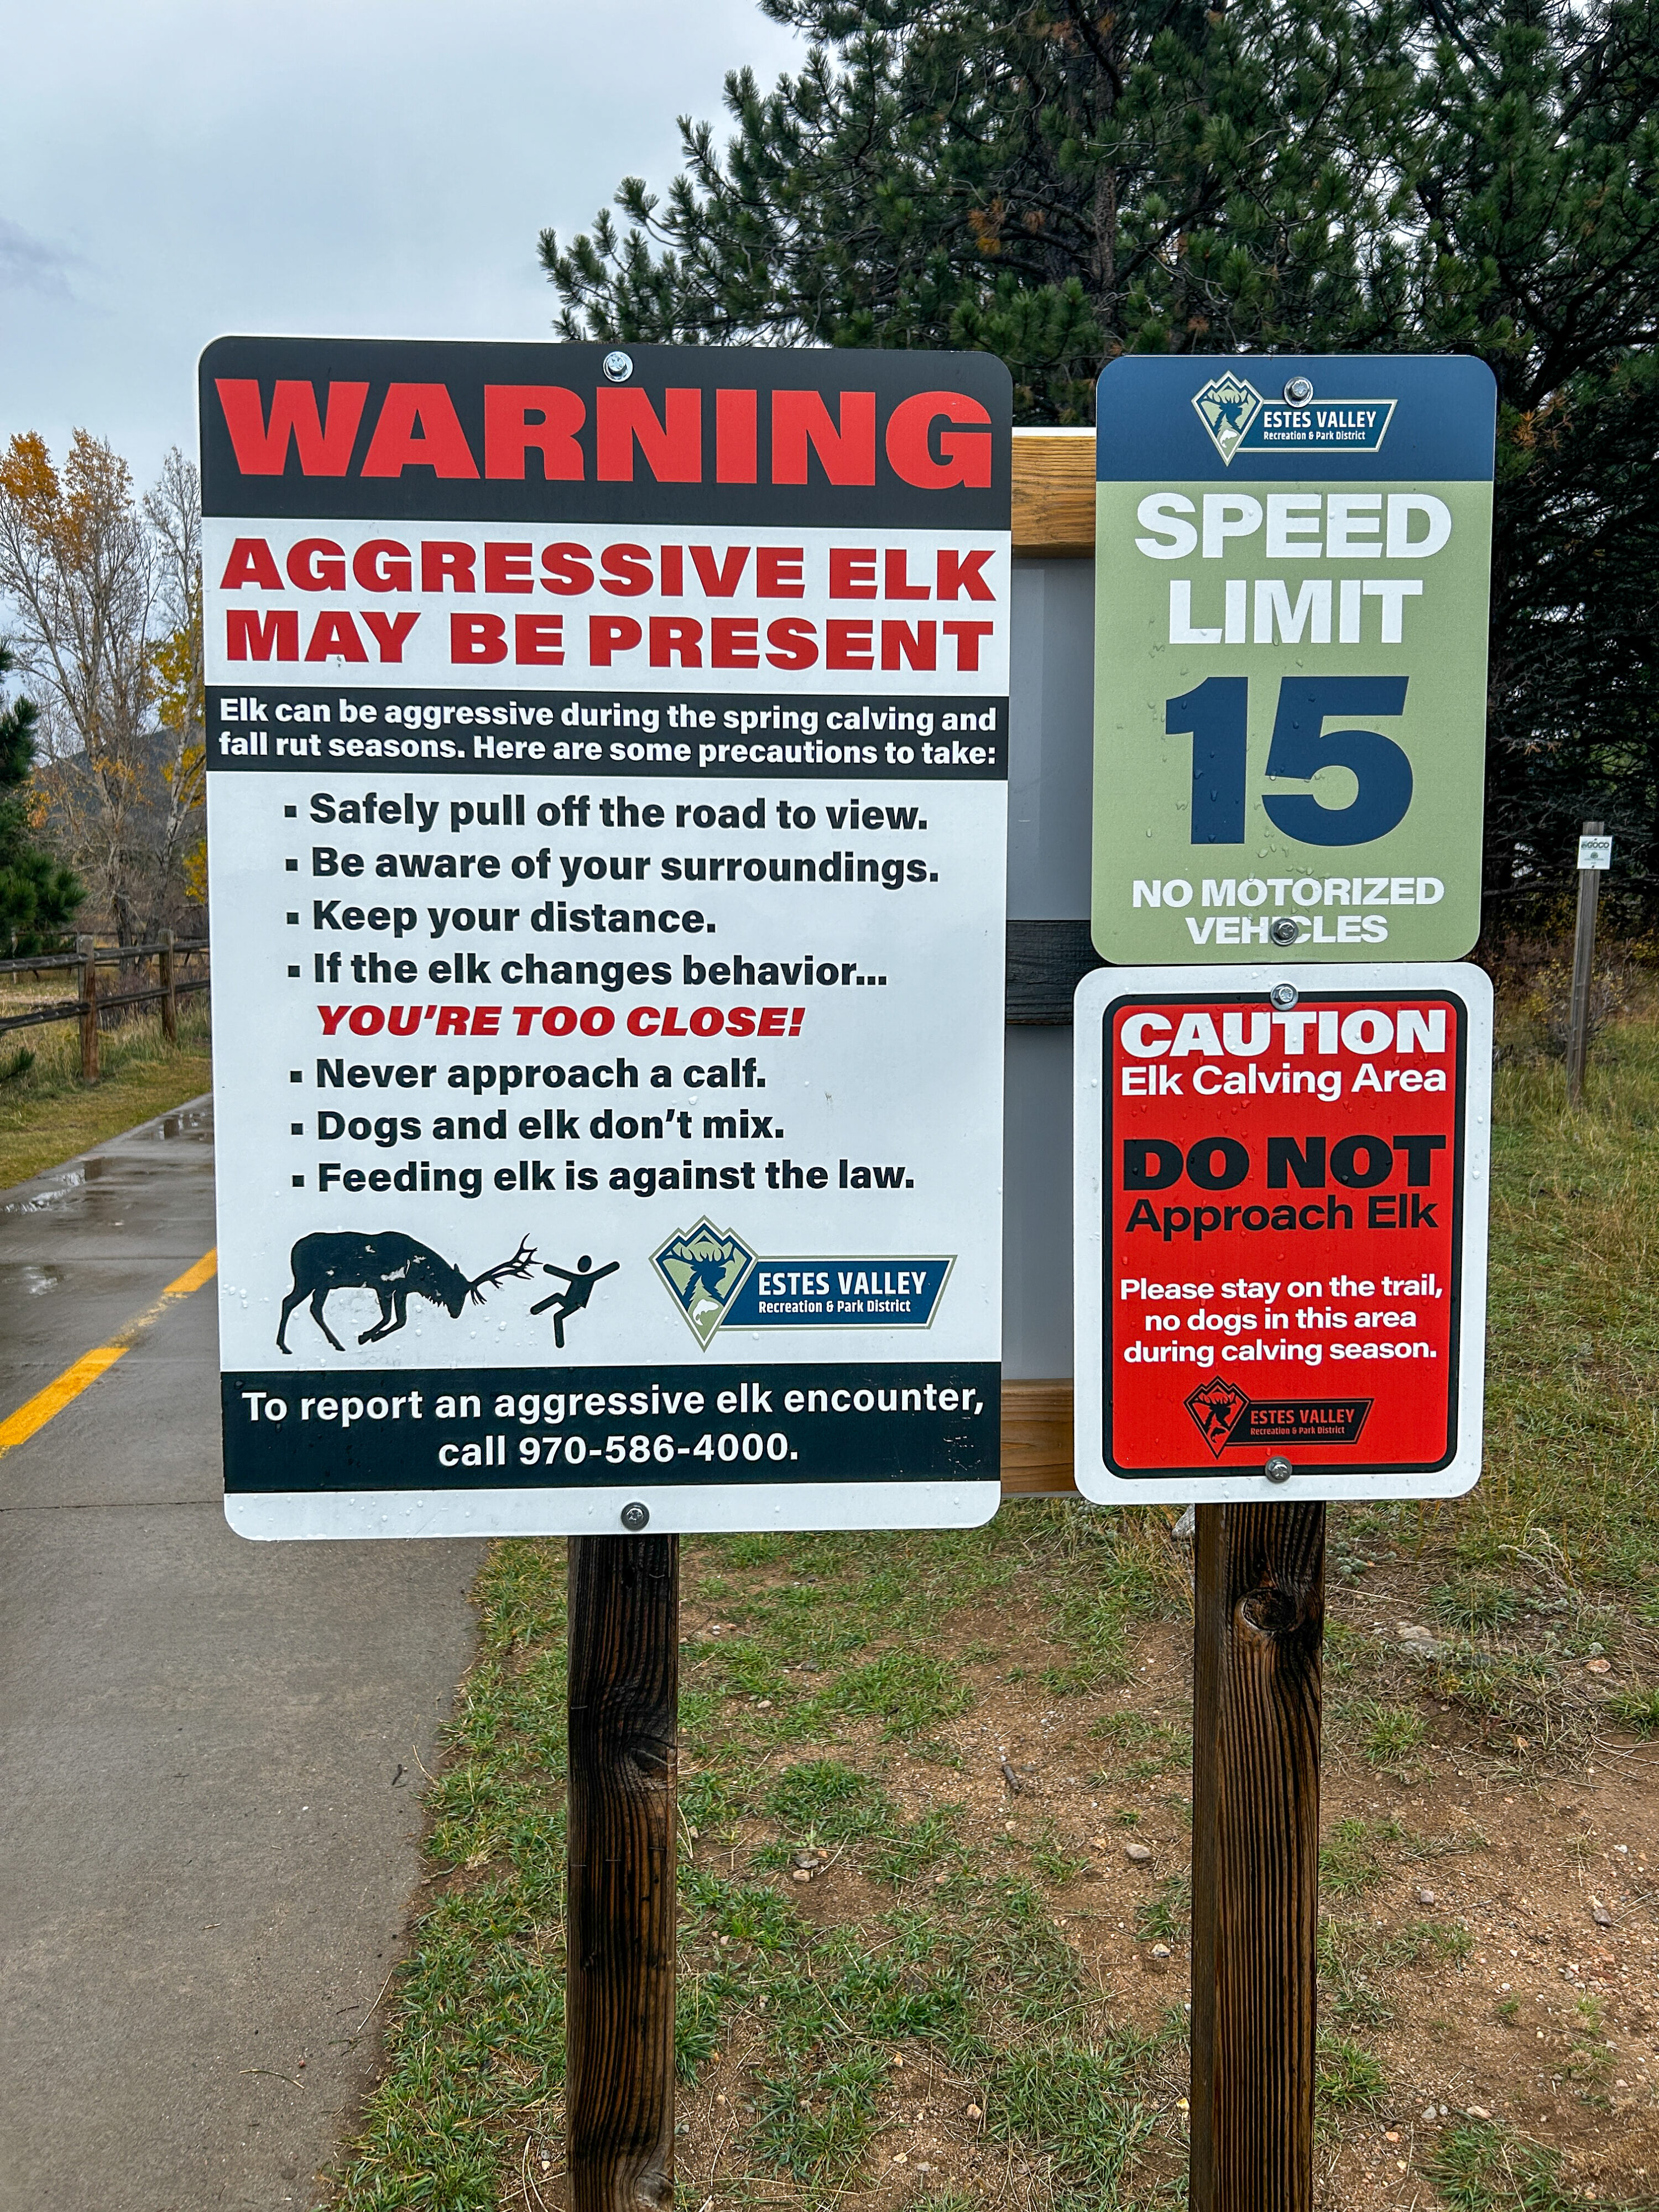 WARNING
AGGRESSIVE ELK
MAY BE PRESENT
Elk can be aggressive during the spring calving and
fall rut seasons. Here are some precautions to take:
▪ Safely pull off the road to view.
▪ Be aware of your surroundings.
▪ Keep your distance.
▪ If the elk changes behavior...
YOU'RE TOO CLOSE!
▪ Never approach a calf.
▪ Dogs and elk don't mix.
▪ Feeding elk is against the law.
ESTES VALLEY
Recreation & Park District
To report an aggressive elk encounter,
call 970-586-4000.
ESTES VALLEY
Recreation & Park District
SPEED
LIMIT
15
NO MOTORIZED
VEHICLES
CAUTION
Elk Calving Area
DO NOT
Approach Elk
Please stay on the trail,
no dogs in this area
during calving season.
ESTES VALLEY
Recreation & Park District
GOCO